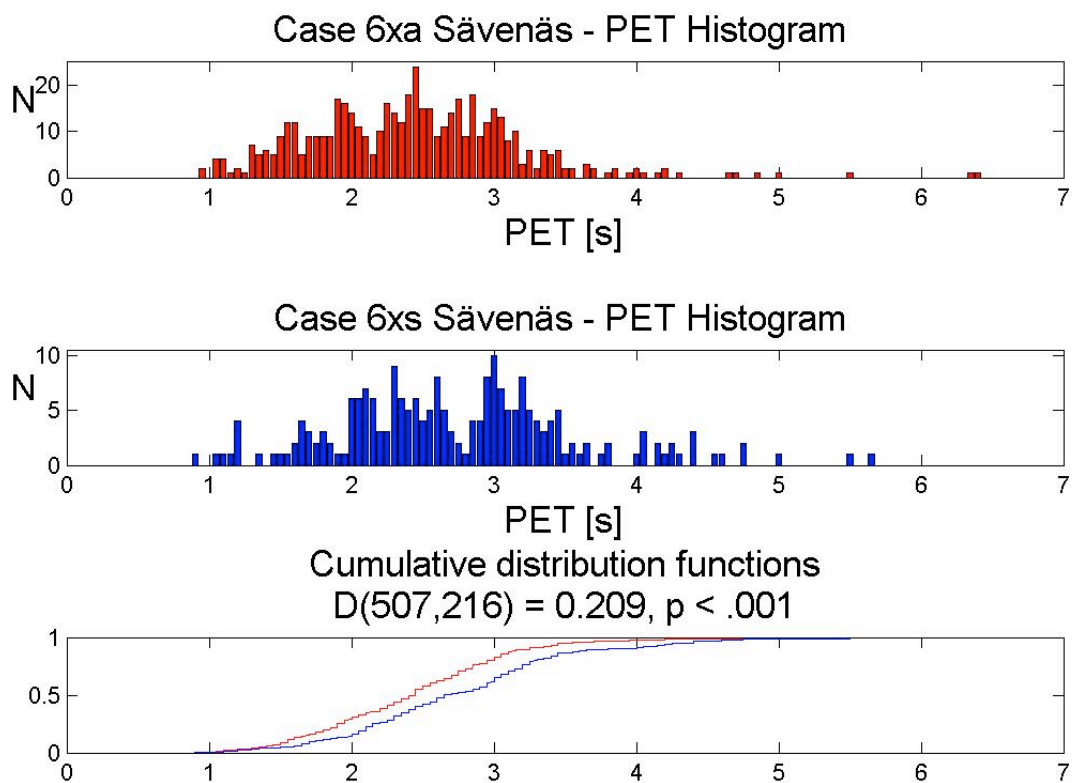 Case 6xa Sävenäs - PET Histogram
N
20
10
0
0 1 2 3 4 5 6 7
PET [s]
Case 6xs Sävenäs - PET Histogram
N
10
5
0
0 1 2 3 4 5 6 7
PET [s]
Cumulative distribution functions
D(507,216) = 0.209, p < .001
1
0.5
0
0 1 2 3 4 5 6 7